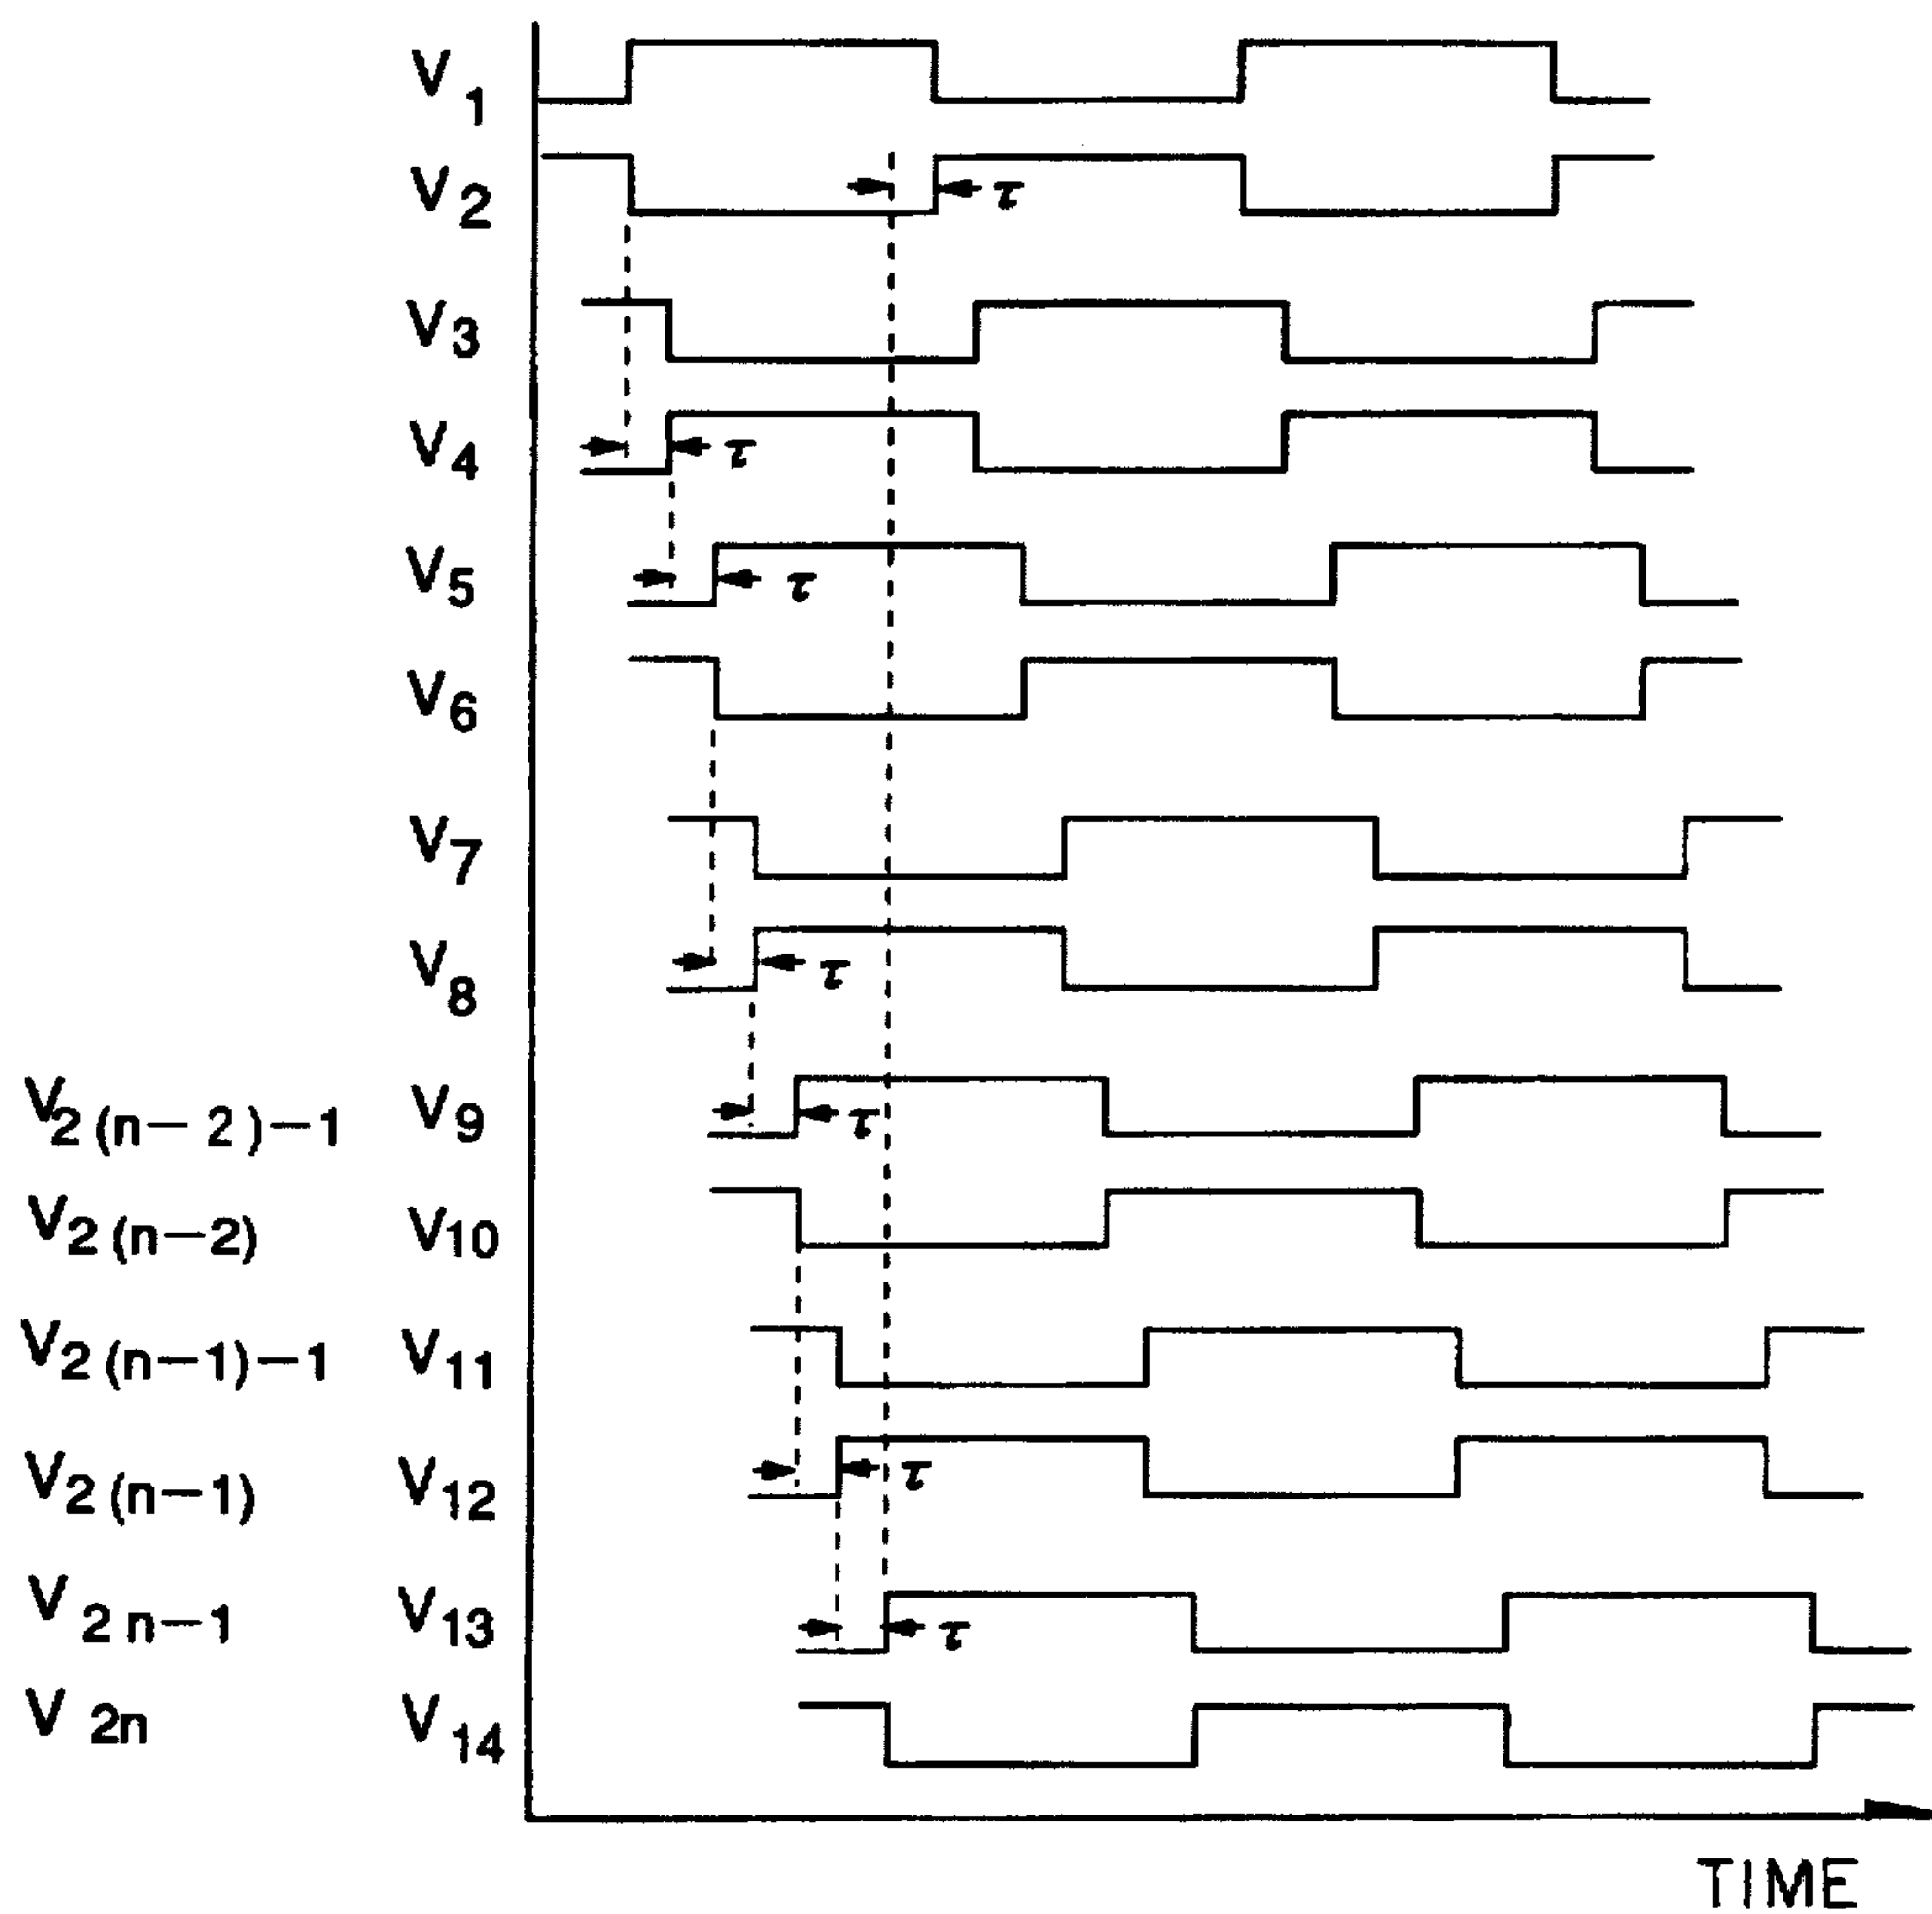 V1
V2 τ
V3
V4 τ
V5 τ
V6
V7
V8 τ
V2(n−2)−1 V9 τ
V2(n−2) V10
V2(n−1)−1 V11
V2(n−1) V12 τ
V2n−1 V13 τ
V2n V14
TIME